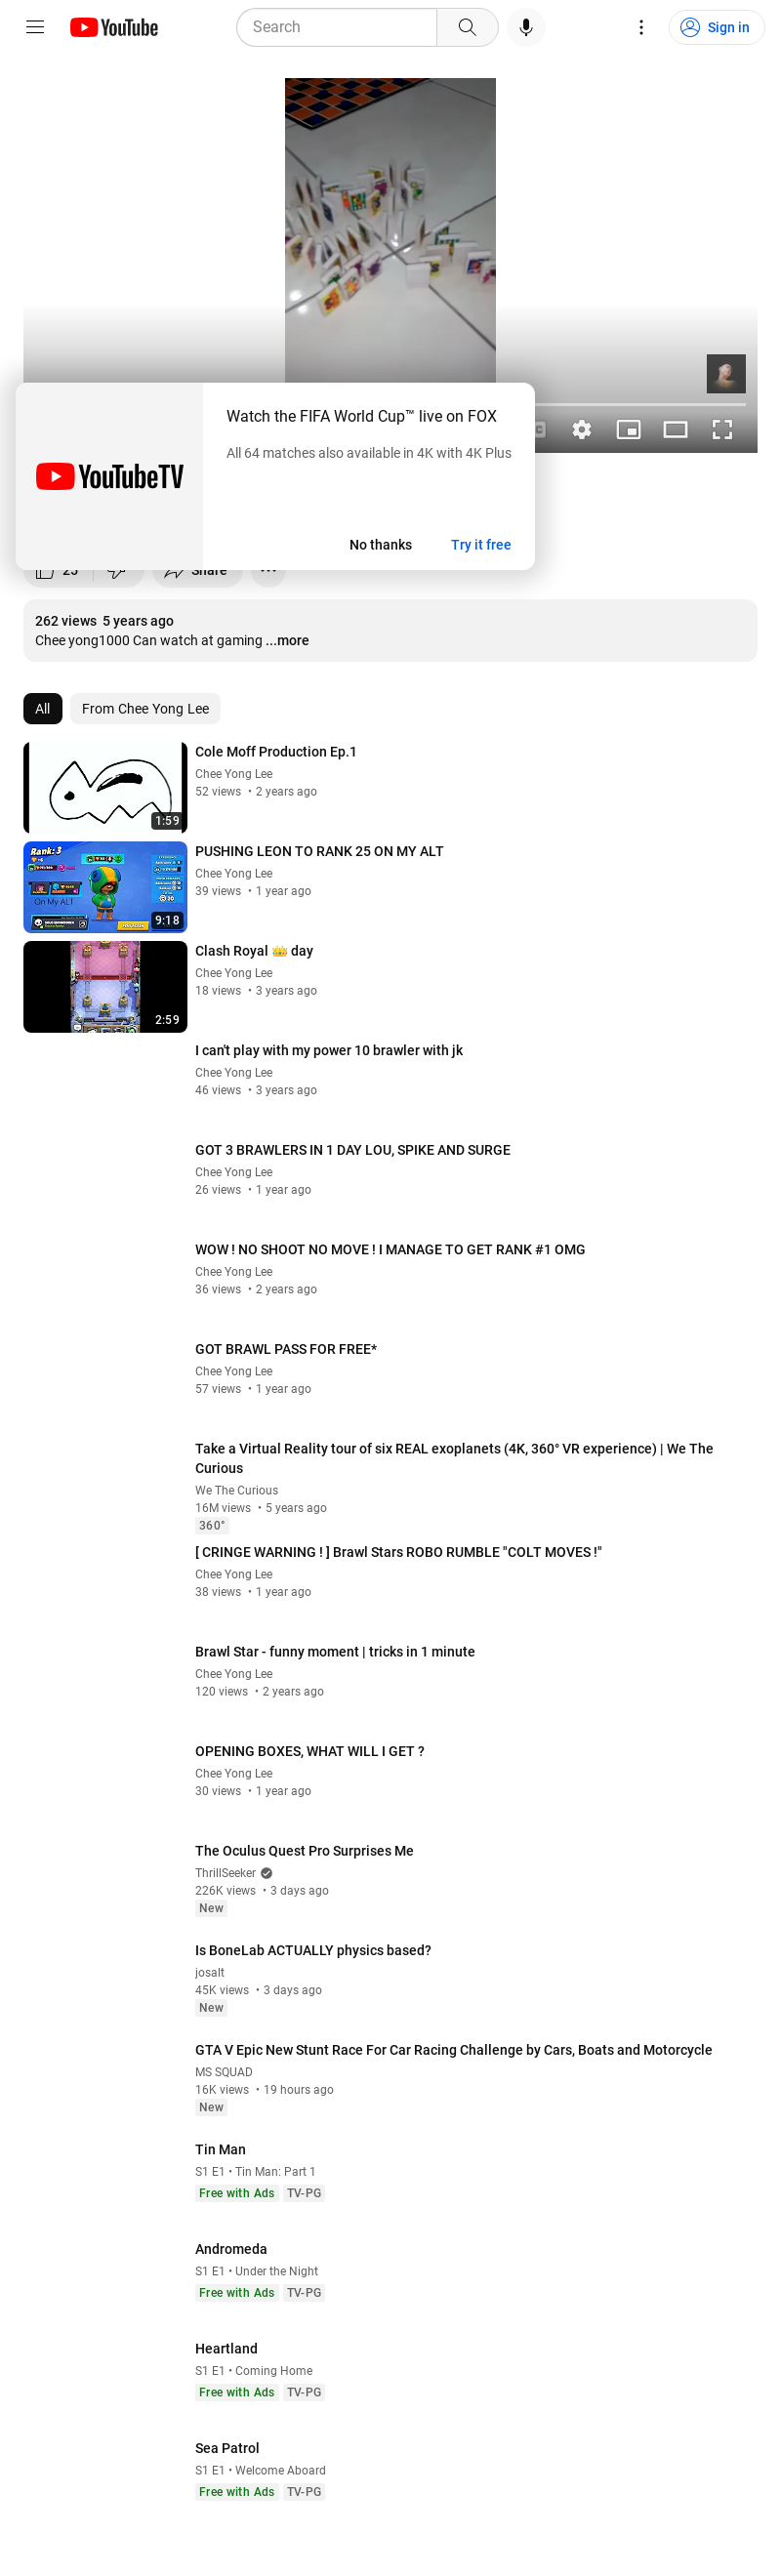 YouTube
Search
Sign in
Watch the FIFA World Cup™ live on FOX
All 64 matches also available in 4K with 4K Plus
YouTubeTV
No thanks
Try it free
25
Share
262 views 5 years ago
Chee yong1000 Can watch at gaming ...more
All
From Chee Yong Lee
Cole Moff Production Ep.1
Chee Yong Lee
52 views • 2 years ago
1:59
PUSHING LEON TO RANK 25 ON MY ALT
Rank: 3
Chee Yong Lee
39 views • 1 year ago
On My ALT
9:18
Clash Royal 👑 day
Chee Yong Lee
18 views • 3 years ago
2:59
I can't play with my power 10 brawler with jk
Chee Yong Lee
46 views • 3 years ago
GOT 3 BRAWLERS IN 1 DAY LOU, SPIKE AND SURGE
Chee Yong Lee
26 views • 1 year ago
WOW ! NO SHOOT NO MOVE ! I MANAGE TO GET RANK #1 OMG
Chee Yong Lee
36 views • 2 years ago
GOT BRAWL PASS FOR FREE*
Chee Yong Lee
57 views • 1 year ago
Take a Virtual Reality tour of six REAL exoplanets (4K, 360° VR experience) | We The
Curious
We The Curious
16M views • 5 years ago
360°
[ CRINGE WARNING ! ] Brawl Stars ROBO RUMBLE "COLT MOVES !"
Chee Yong Lee
38 views • 1 year ago
Brawl Star - funny moment | tricks in 1 minute
Chee Yong Lee
120 views • 2 years ago
OPENING BOXES, WHAT WILL I GET ?
Chee Yong Lee
30 views • 1 year ago
The Oculus Quest Pro Surprises Me
ThrillSeeker
226K views • 3 days ago
New
Is BoneLab ACTUALLY physics based?
josalt
45K views • 3 days ago
New
GTA V Epic New Stunt Race For Car Racing Challenge by Cars, Boats and Motorcycle
MS SQUAD
16K views • 19 hours ago
New
Tin Man
S1 E1 • Tin Man: Part 1
Free with Ads TV-PG
Andromeda
S1 E1 • Under the Night
Free with Ads TV-PG
Heartland
S1 E1 • Coming Home
Free with Ads TV-PG
Sea Patrol
S1 E1 • Welcome Aboard
Free with Ads TV-PG